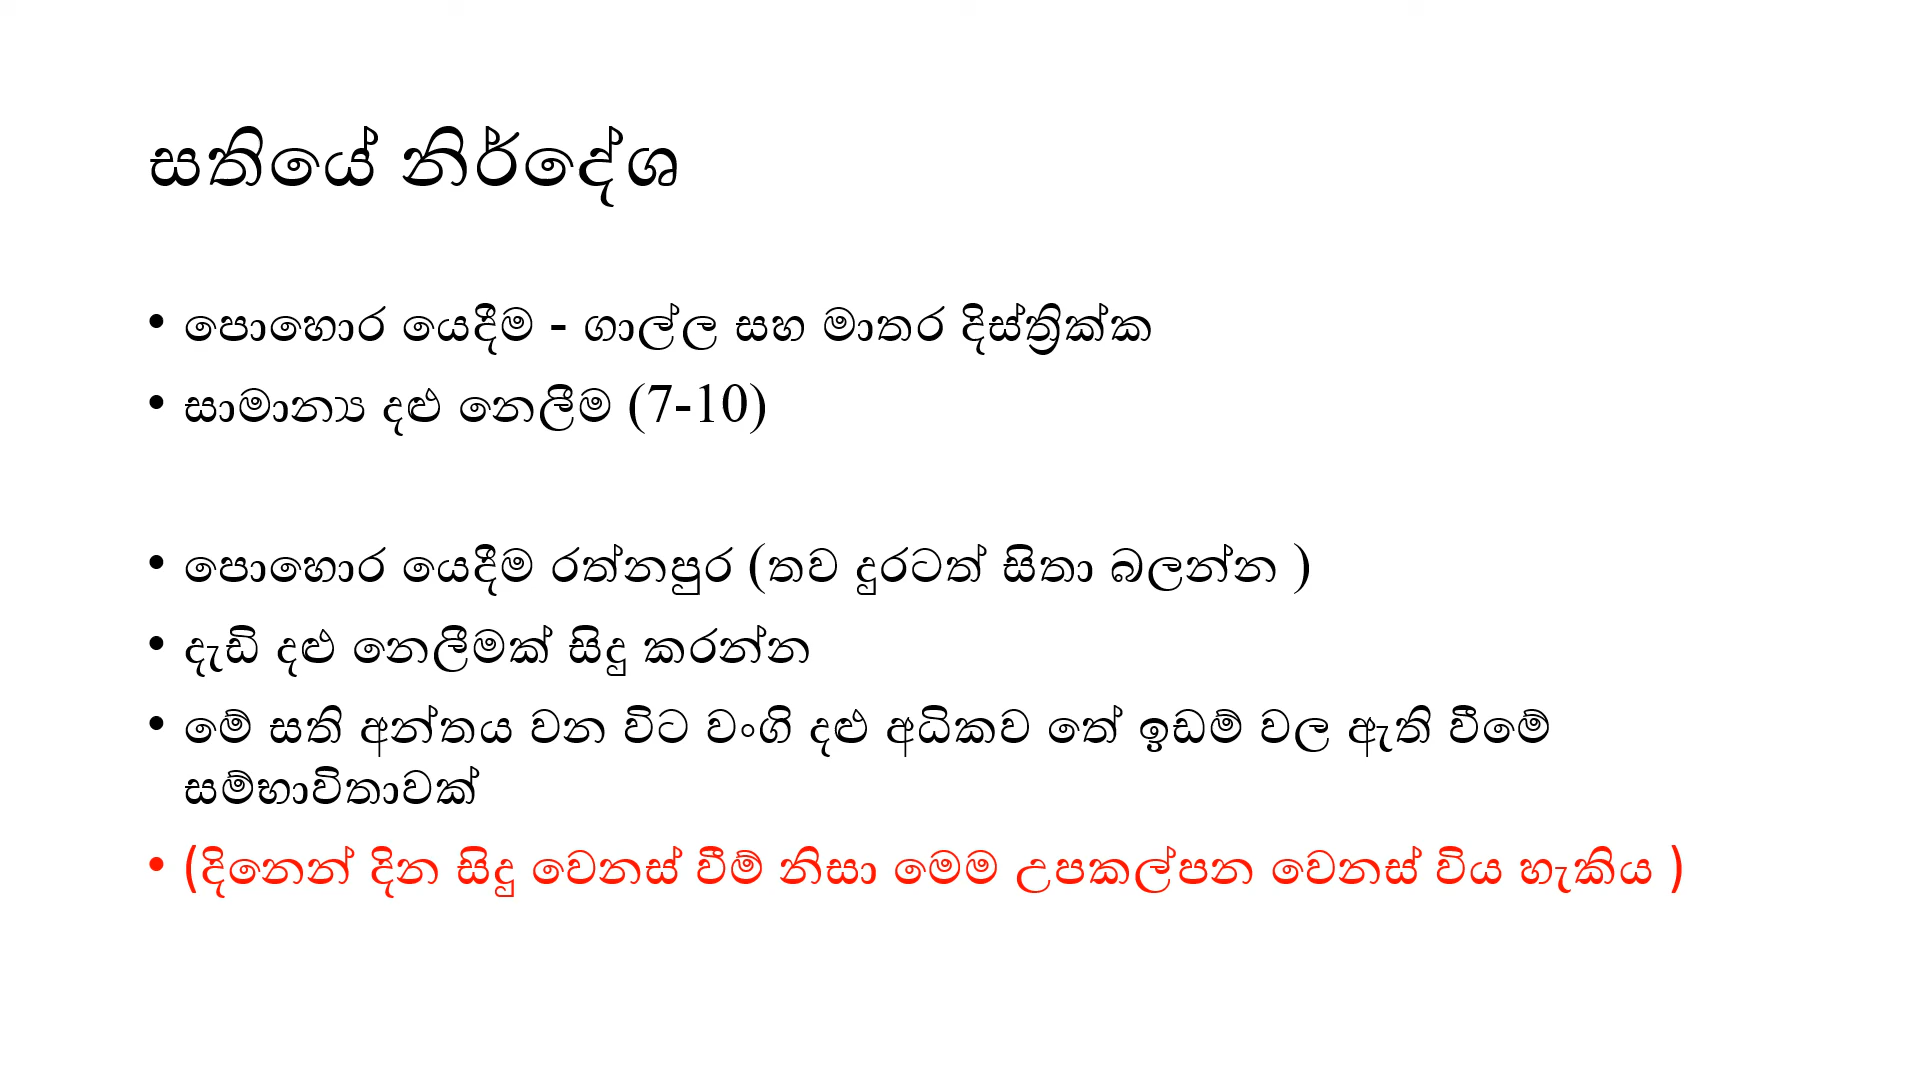 සතියේ නිර්දේශ
• පොහොර යෙදීම - ගාල්ල සහ මාතර දිස්ත්‍රික්ක
• සාමාන්‍ය දළු නෙලීම (7-10)
• පොහොර යෙදීම රත්නපුර (තව දුරටත් සිතා බලන්න )
• දැඩි දළු නෙලීමක් සිදු කරන්න
• මේ සති අන්තය වන විට වංගි දළු අධිකව තේ ඉඩම් වල ඇති වීමේ
සම්භාවිතාවක්
• (දිනෙන් දින සිදු වෙනස් වීම් නිසා මෙම උපකල්පන වෙනස් විය හැකිය )